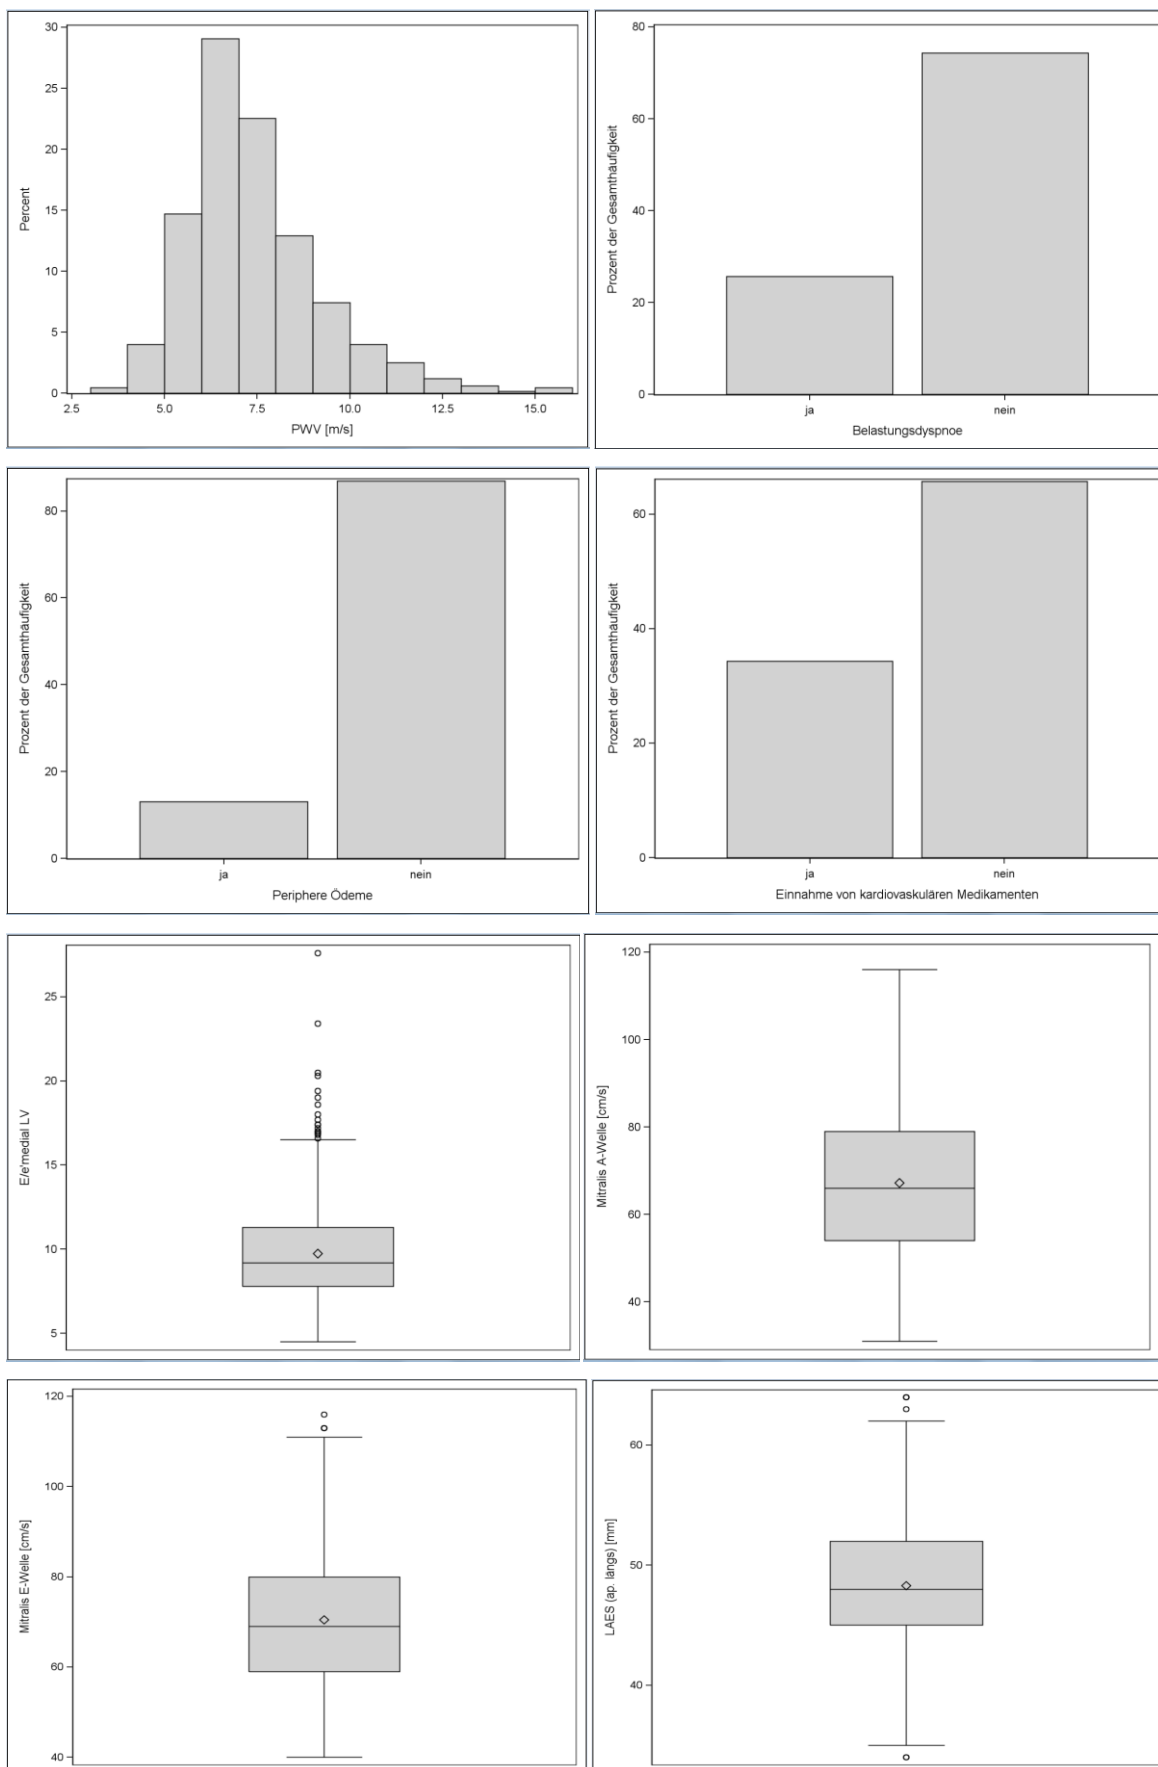 Percent
30
25
20
15
10
5
0
2.5 5.0 7.5 10.0 12.5 15.0
PWV [m/s]
Prozent der Gesamthäufigkeit
80
60
40
20
0
ja nein
Belastungsdyspnoe
Prozent der Gesamthäufigkeit
80
60
40
20
0
ja nein
Periphere Ödeme
Prozent der Gesamthäufigkeit
60
40
20
0
ja nein
Einnahme von kardiovaskulären Medikamenten
E/e'medial LV
25
20
15
10
5
Mitralis A-Welle [cm/s]
120
100
80
60
40
Mitralis E-Welle [cm/s]
120
100
80
60
40
LAES (ap. längs) [mm]
60
50
40